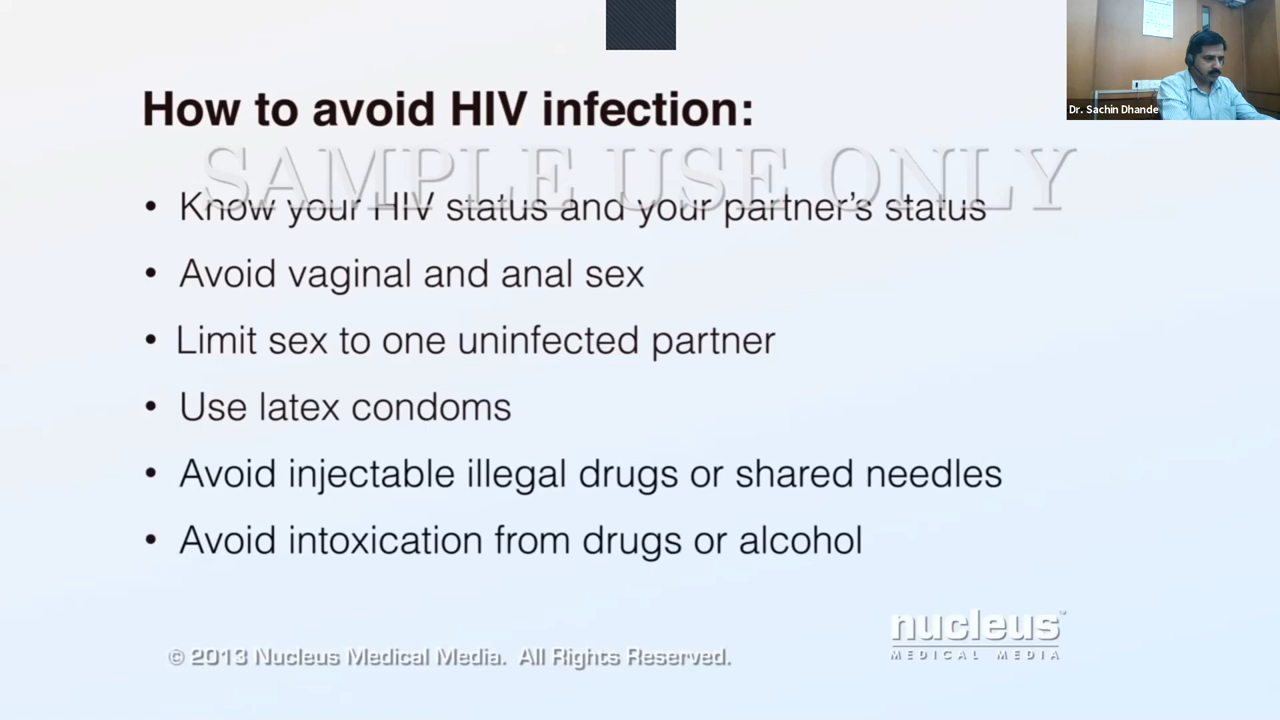 Dr. Sachin Dhande
How to avoid HIV infection:
SAMPLE USE ONLY
• Know your HIV status and your partner's status
• Avoid vaginal and anal sex
• Limit sex to one uninfected partner
• Use latex condoms
• Avoid injectable illegal drugs or shared needles
• Avoid intoxication from drugs or alcohol
nucleus™
MEDICAL MEDIA
© 2013 Nucleus Medical Media. All Rights Reserved.